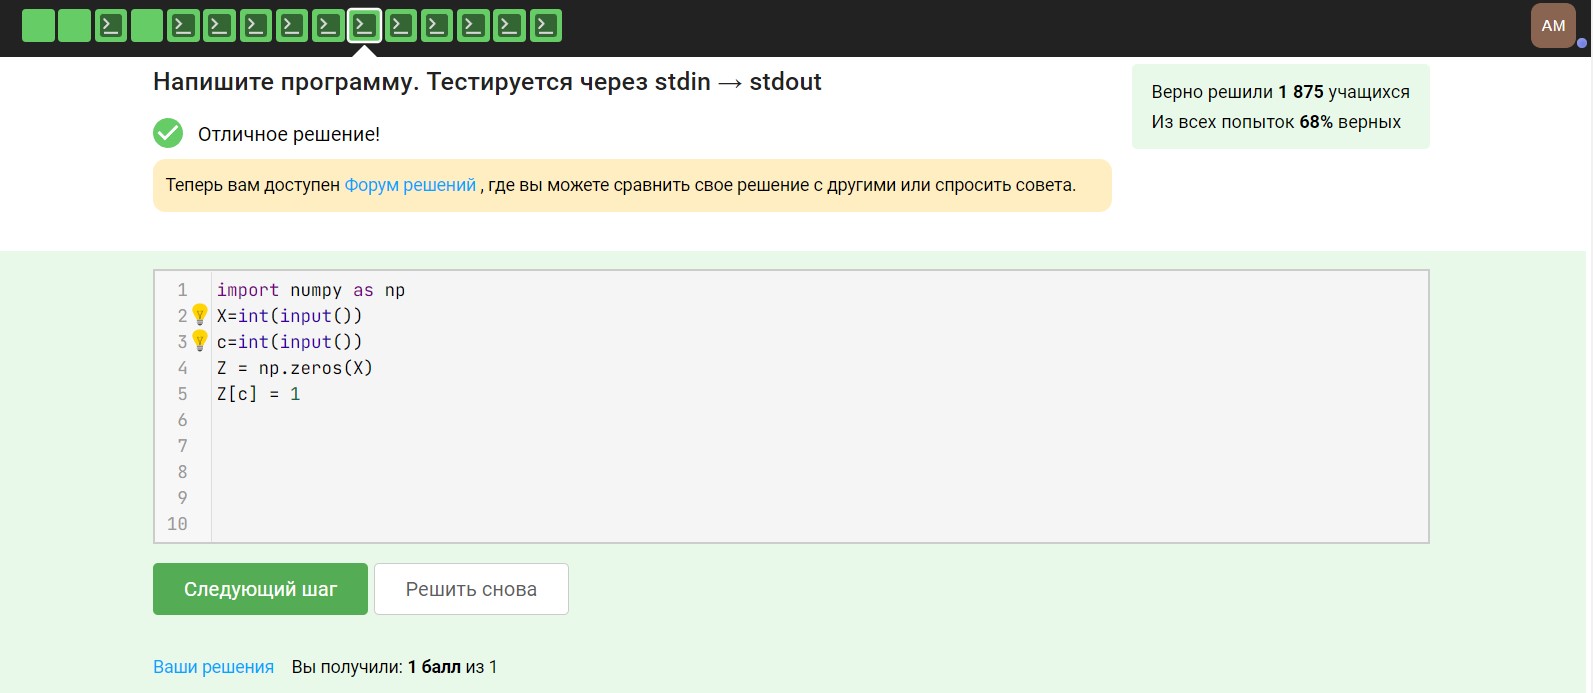 AM
Напишите программу. Тестируется через stdin → stdout
Верно решили 1 875 учащихся
Из всех попыток 68% верных
Отличное решение!
Теперь вам доступен Форум решений , где вы можете сравнить свое решение с другими или спросить совета.
1 import numpy as np
2 X=int(input())
3 c=int(input())
4 Z = np.zeros(X)
5 Z[c] = 1
6
7
8
9
10
Следующий шаг
Решить снова
Ваши решения Вы получили: 1 балл из 1